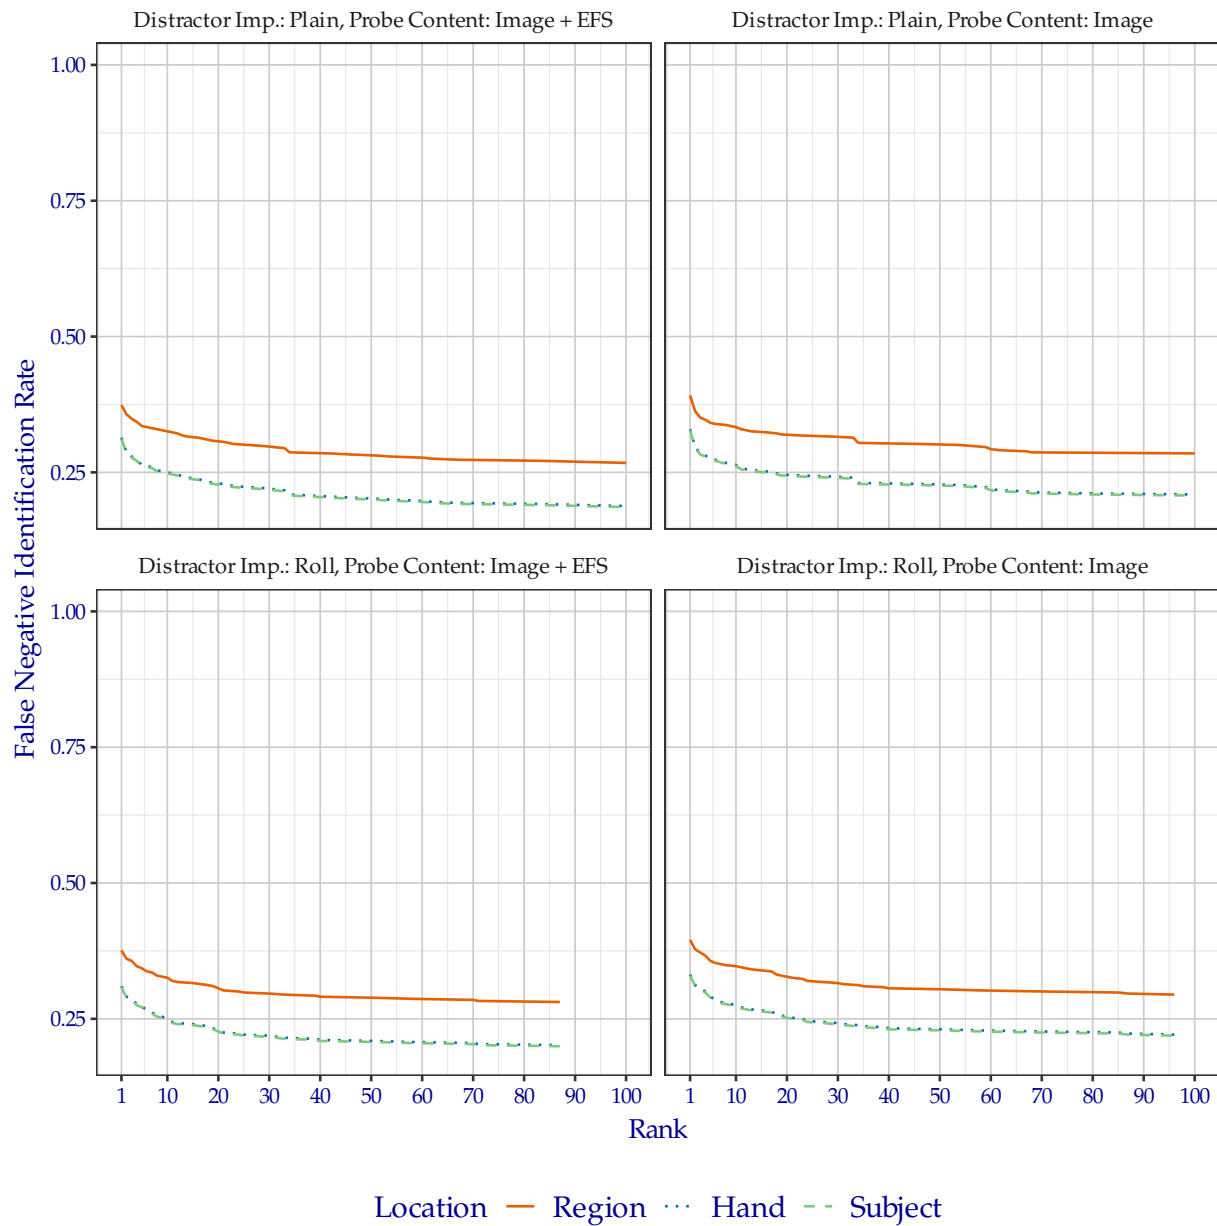 Distractor Imp.: Plain, Probe Content: Image + EFS
Distractor Imp.: Plain, Probe Content: Image
1.00
0.75
0.50
0.25
False Negative Identification Rate
Distractor Imp.: Roll, Probe Content: Image + EFS
Distractor Imp.: Roll, Probe Content: Image
1.00
0.75
0.50
0.25
1 10 20 30 40 50 60 70 80 90 100
1 10 20 30 40 50 60 70 80 90 100
Rank
Location Region Hand Subject